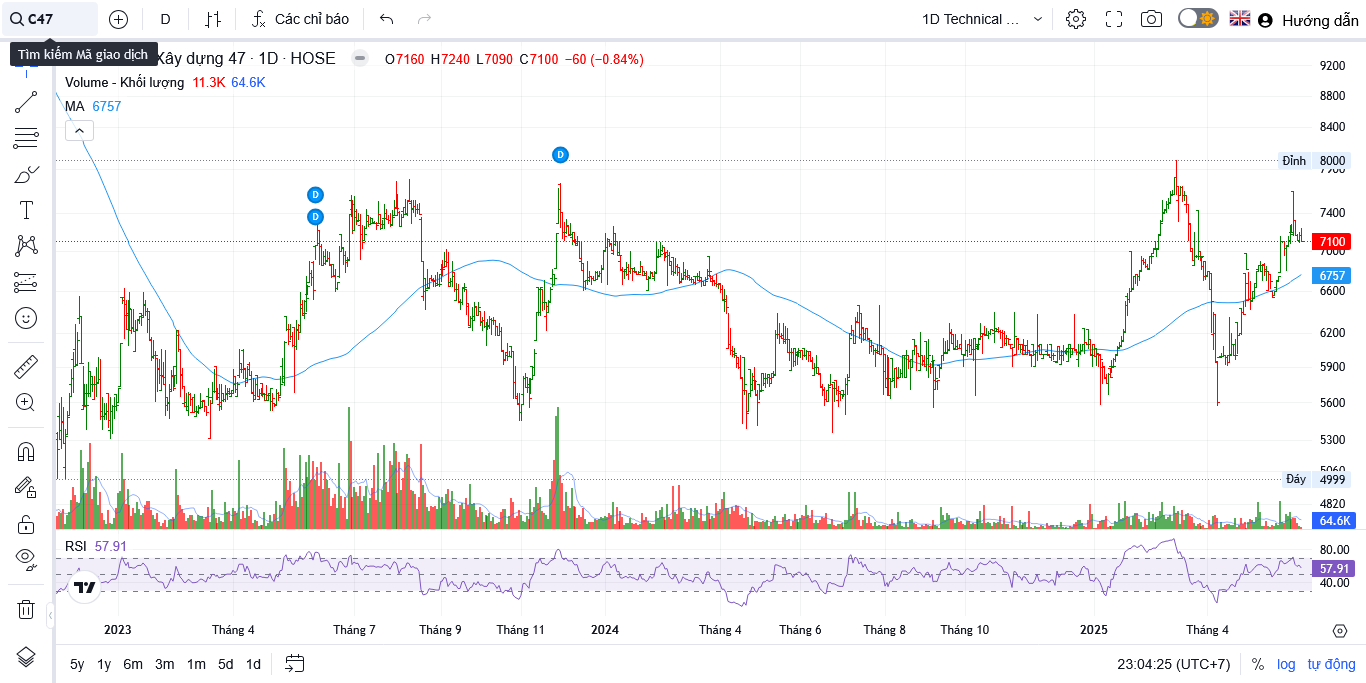 C47 D Các chỉ báo 1D Technical ... Hướng dẫn
Tìm kiếm Mã giao dịch Xây dựng 47 · 1D · HOSE O7160 H7240 L7090 C7100 −60 (−0.84%)
Volume - Khối lượng 11.3K 64.6K
MA 6757
9200
8800
8400
D
Đỉnh 8000
7700
D
D
7400
7100
7000
6757
6600
6200
5900
5600
5300
5060
Đáy 4999
4820
64.6K
RSI 57.91
80.00
57.91
40.00
2023 Tháng 4 Tháng 7 Tháng 9 Tháng 11 2024 Tháng 4 Tháng 6 Tháng 8 Tháng 10 2025 Tháng 4
5y 1y 6m 3m 1m 5d 1d 23:04:25 (UTC+7) % log tự động